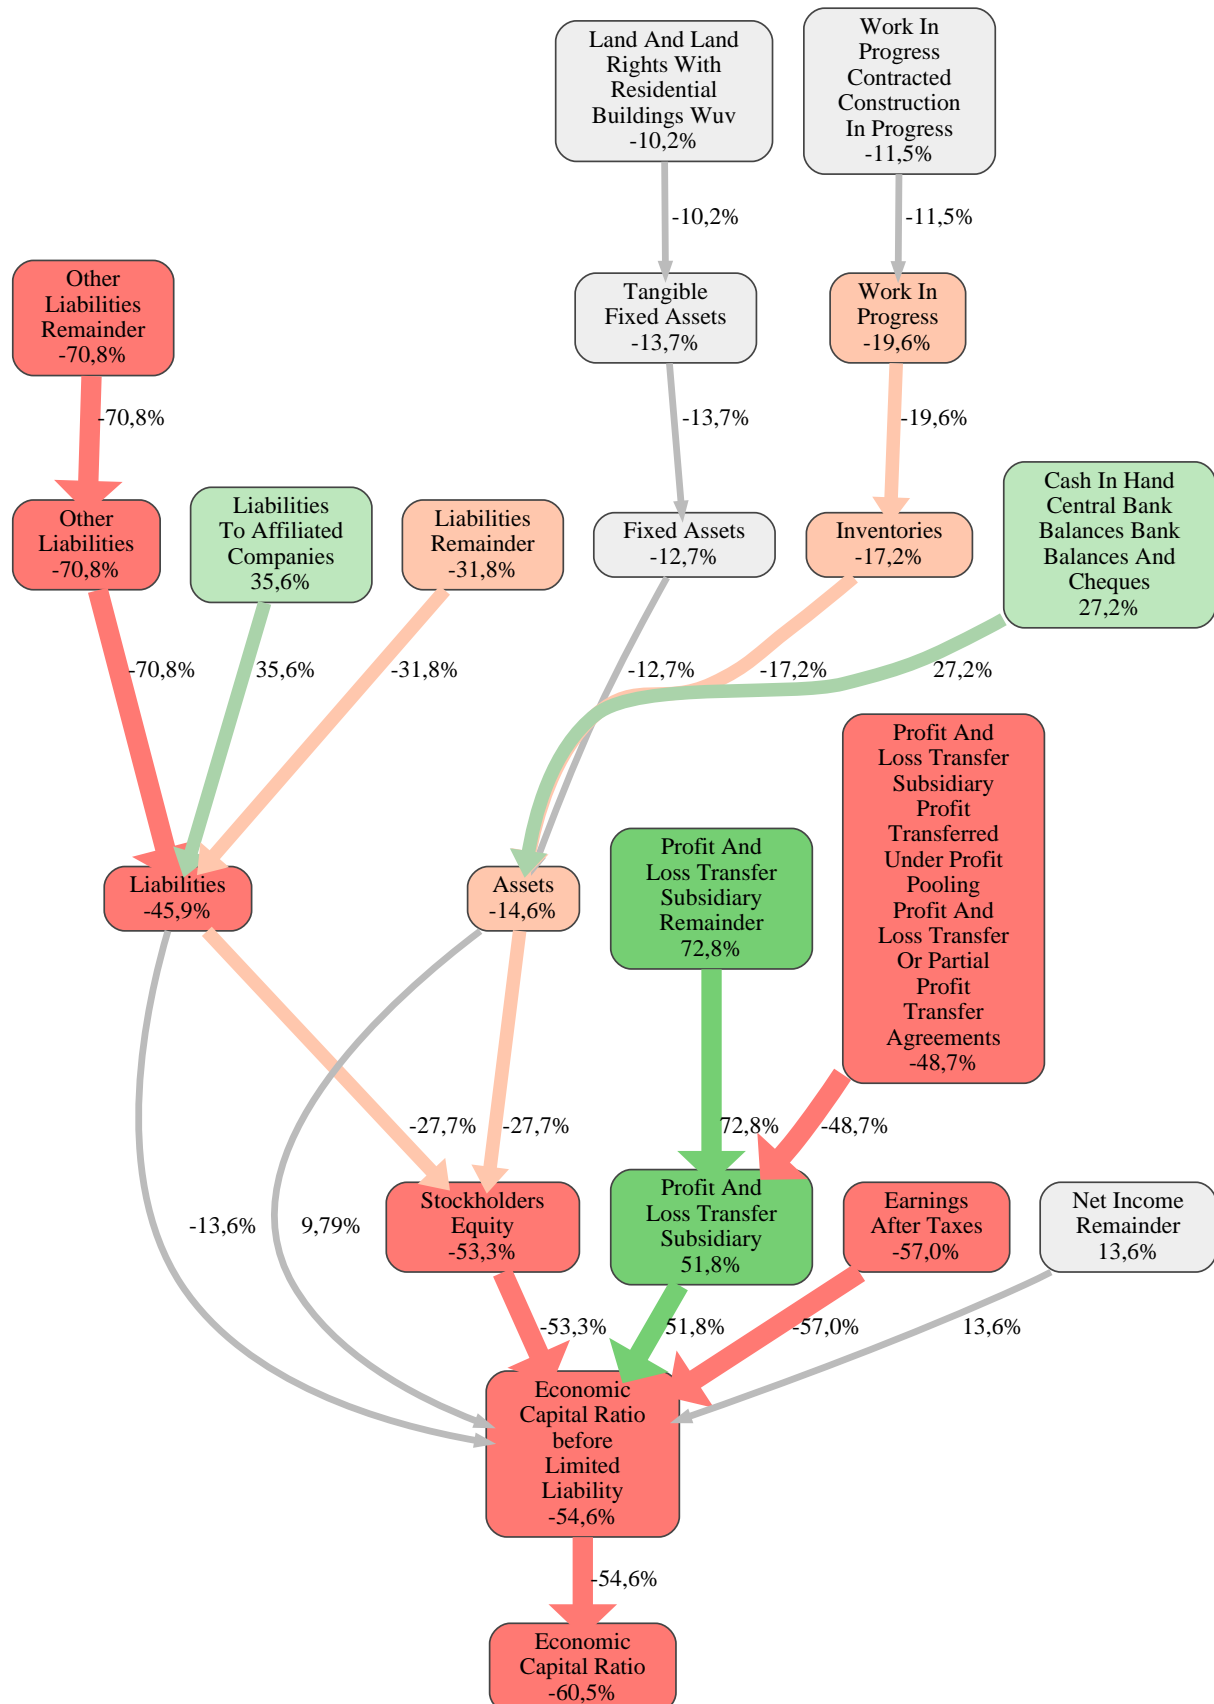 Land And Land
Rights With
Residential
Buildings Wuv
-10,2%
Work In
Progress
Contracted
Construction
In Progress
-11,5%
-10,2%
-11,5%
Other
Liabilities
Remainder
-70,8%
Tangible
Fixed Assets
-13,7%
Work In
Progress
-19,6%
-70,8%
-13,7%
-19,6%
Other
Liabilities
-70,8%
Liabilities
To Affiliated
Companies
35,6%
Liabilities
Remainder
-31,8%
Fixed Assets
-12,7%
Inventories
-17,2%
Cash In Hand
Central Bank
Balances Bank
Balances And
Cheques
27,2%
-70,8%
35,6%
-31,8%
-12,7%
-17,2%
27,2%
Liabilities
-45,9%
Assets
-14,6%
Profit And
Loss Transfer
Subsidiary
Remainder
72,8%
Profit And
Loss Transfer
Subsidiary
Profit
Transferred
Under Profit
Pooling
Profit And
Loss Transfer
Or Partial
Profit
Transfer
Agreements
-48,7%
-27,7%
-27,7%
72,8%
-48,7%
-13,6%
9,79%
Stockholders
Equity
-53,3%
Profit And
Loss Transfer
Subsidiary
51,8%
Earnings
After Taxes
-57,0%
Net Income
Remainder
13,6%
-53,3%
51,8%
-57,0%
13,6%
Economic
Capital Ratio
before
Limited
Liability
-54,6%
-54,6%
Economic
Capital Ratio
-60,5%